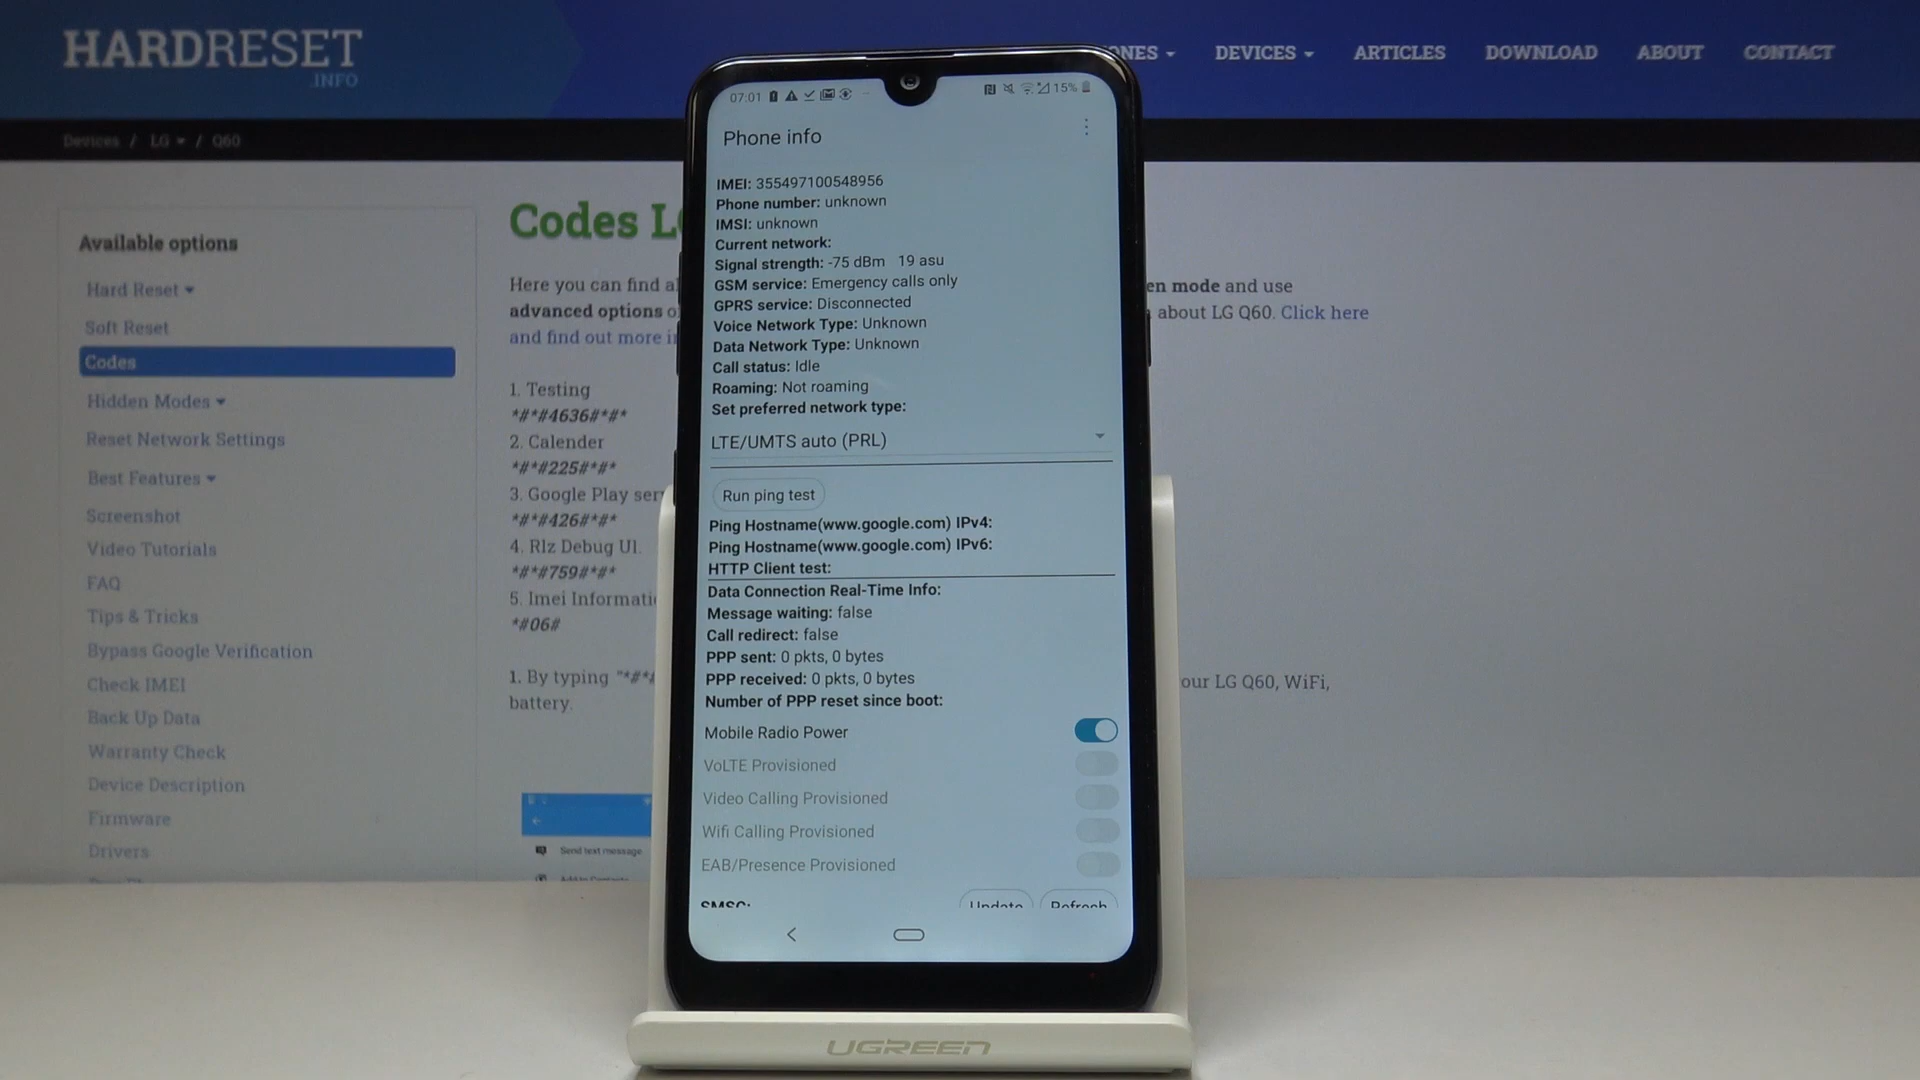 HARDRESET
.INFO
ONES
DEVICES
ARTICLES
DOWNLOAD
ABOUT
CONTACT
Devices / LG / Q60
Available options
Hard Reset
Soft Reset
Codes
Hidden Modes
Reset Network Settings
Best Features
Screenshot
Video Tutorials
FAQ
Tips & Tricks
Bypass Google Verification
Check IMEI
Back Up Data
Warranty Check
Device Description
Firmware
Drivers
Codes L
Here you can find a
advanced options o
and find out more i
en mode and use
about LG Q60. Click here
1. Testing
*#*#4636#*#*
2. Calender
*#*#225#*#*
3. Google Play ser
*#*#426#*#*
4. Rlz Debug UI.
*#*#759#*#*
5. Imei Informati
*#06#
1. By typing "*#*#
our LG Q60, WiFi,
battery.
Send text message
07:01
15%
Phone info
IMEI: 355497100548956
Phone number: unknown
IMSI: unknown
Current network:
Signal strength: -75 dBm 19 asu
GSM service: Emergency calls only
GPRS service: Disconnected
Voice Network Type: Unknown
Data Network Type: Unknown
Call status: Idle
Roaming: Not roaming
Set preferred network type:
LTE/UMTS auto (PRL)
Run ping test
Ping Hostname(www.google.com) IPv4:
Ping Hostname(www.google.com) IPv6:
HTTP Client test:
Data Connection Real-Time Info:
Message waiting: false
Call redirect: false
PPP sent: 0 pkts, 0 bytes
PPP received: 0 pkts, 0 bytes
Number of PPP reset since boot:
Mobile Radio Power
VoLTE Provisioned
Video Calling Provisioned
Wifi Calling Provisioned
EAB/Presence Provisioned
SMSC:
Update
Refresh
UGREEN